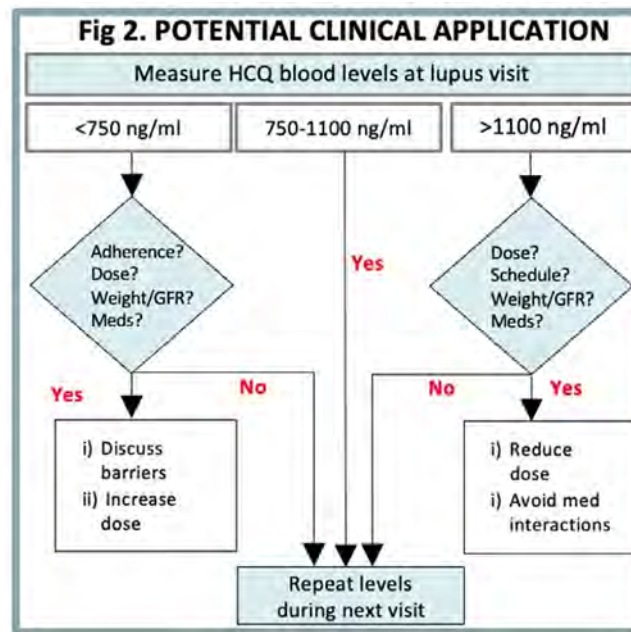 Fig 2. POTENTIAL CLINICAL APPLICATION
Measure HCQ blood levels at lupus visit
<750 ng/ml
750-1100 ng/ml
>1100 ng/ml
Adherence?
Dose?
Weight/GFR?
Meds?
Yes
Dose?
Schedule?
Weight/GFR?
Meds?
Yes
No
No
Yes
i) Discuss
barriers
ii) Increase
dose
i) Reduce
dose
i) Avoid med
interactions
Repeat levels
during next visit